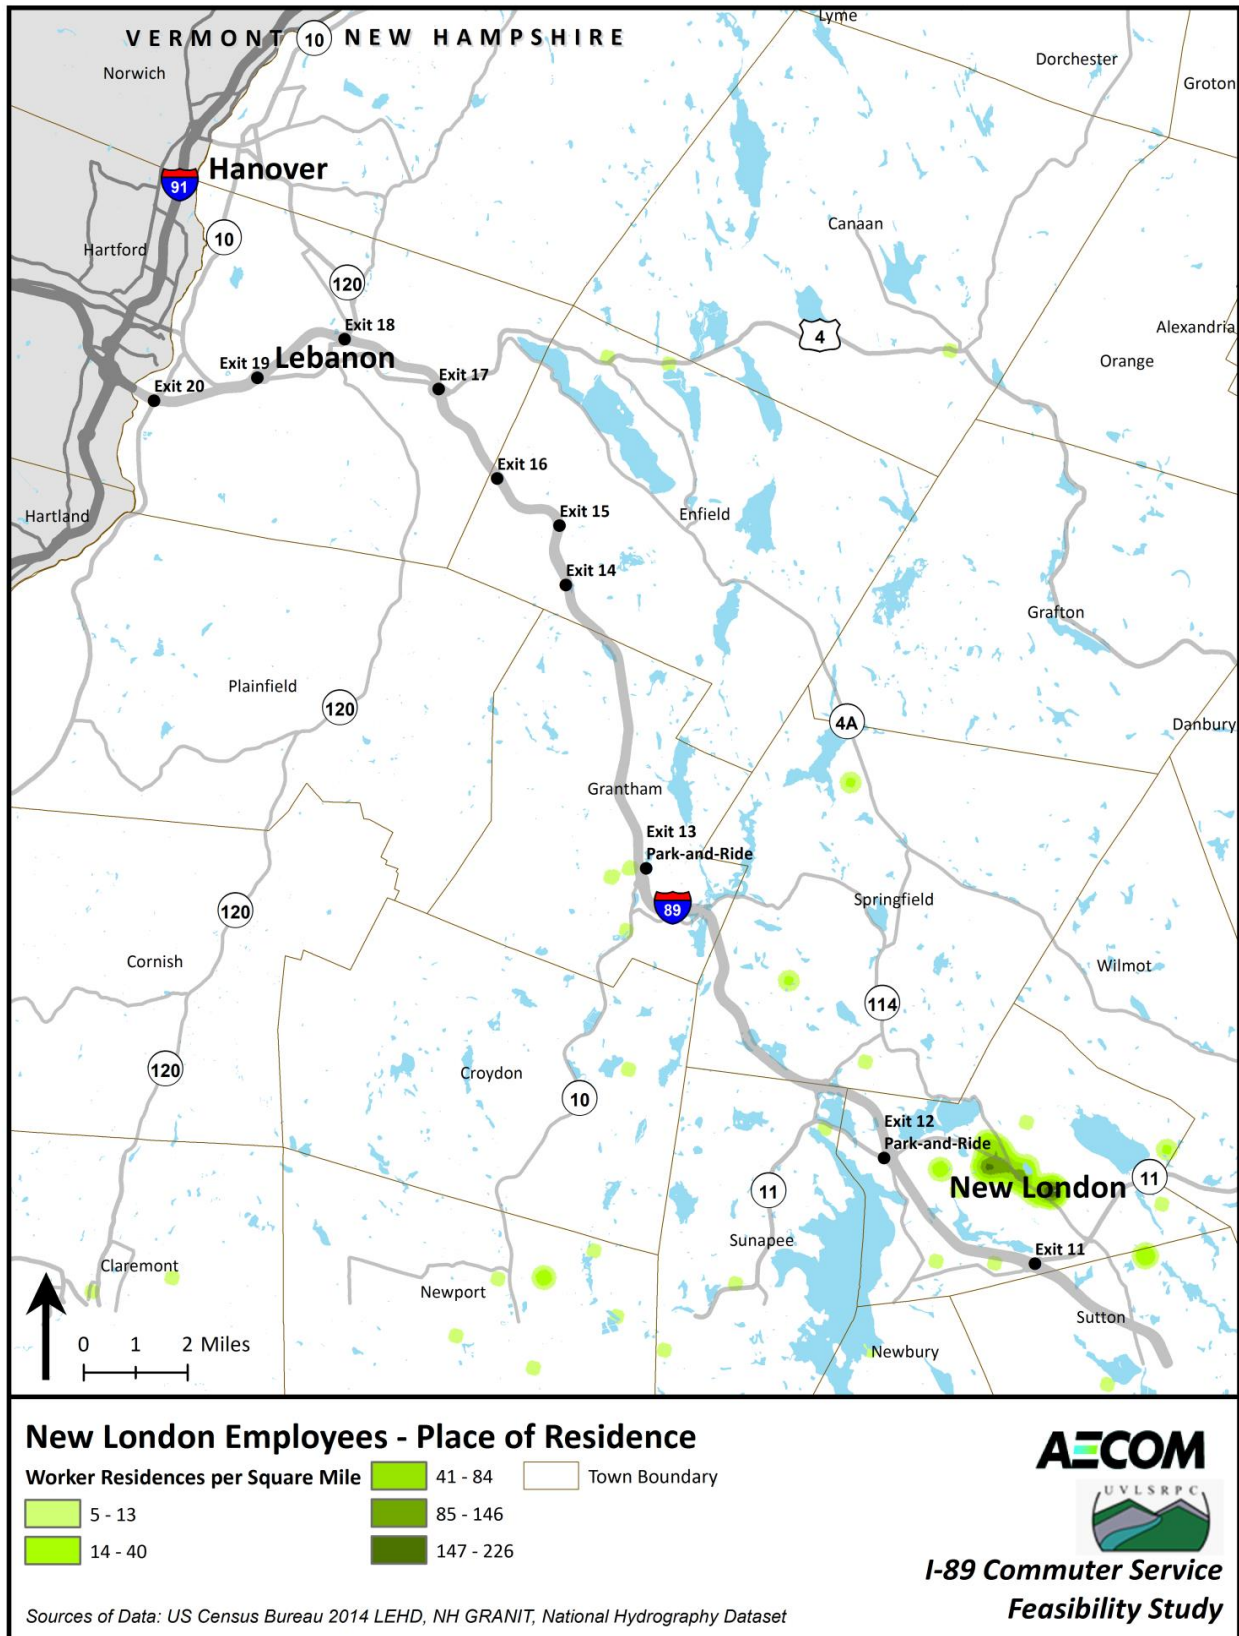 Lyme
VERMONT 10 NEW HAMPSHIRE
Norwich
Dorchester
Groton
Hanover
91
10
Hartford
Canaan
120
4
Alexandria
Orange
Exit 18
Exit 19 Lebanon
Exit 17
Exit 20
Exit 16
Exit 15
Enfield
Hartland
Exit 14
Grafton
Plainfield
120
4A
Danbury
Grantham
Exit 13
Park-and-Ride
89
Springfield
120
Cornish
Wilmot
114
120
Croydon
10
Exit 12
Park-and-Ride
11
New London
11
Sunapee
Exit 11
Claremont
Newport
Sutton
Newbury
0 1 2 Miles
New London Employees - Place of Residence
Worker Residences per Square Mile
5 - 13
14 - 40
41 - 84
85 - 146
147 - 226
Town Boundary
AECOM
UVLSRPC
I-89 Commuter Service
Feasibility Study
Sources of Data: US Census Bureau 2014 LEHD, NH GRANIT, National Hydrography Dataset